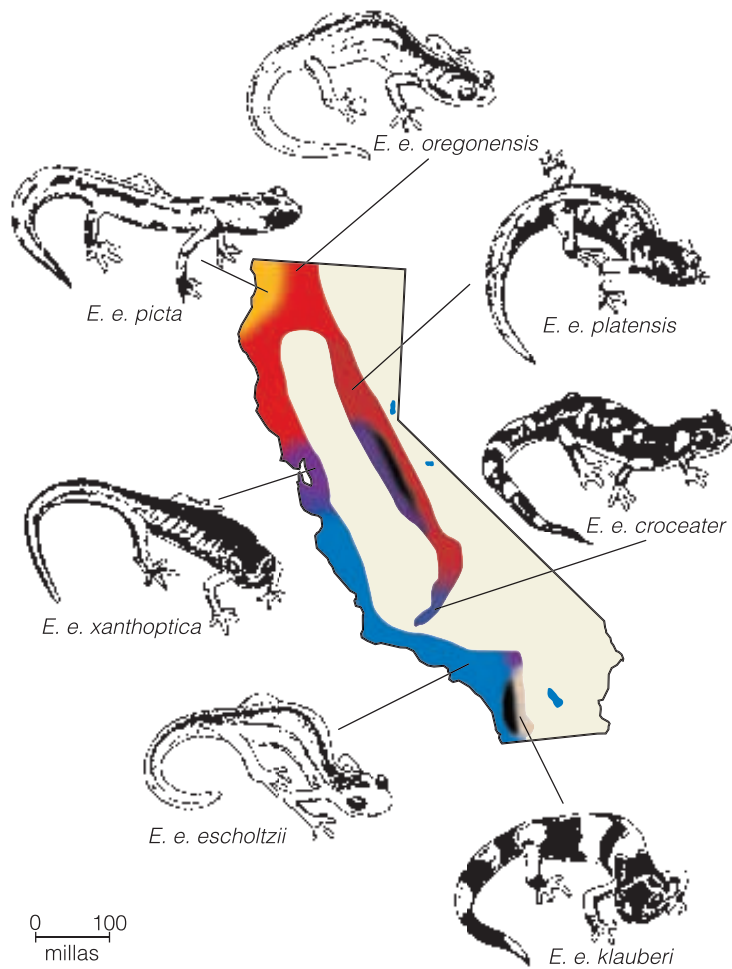 E. e. oregonensis
E. e. picta
E. e. platensis
E. e. croceater
E. e. xanthoptica
E. e. escholtzii
E. e. klauberi
0 100
millas